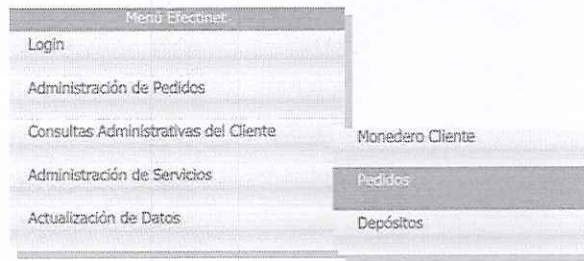 Menú Efectinet
Login
Administración de Pedidos
Consultas Administrativas del Cliente
Administración de Servicios
Actualización de Datos
Monedero Cliente
Pedidos
Depósitos